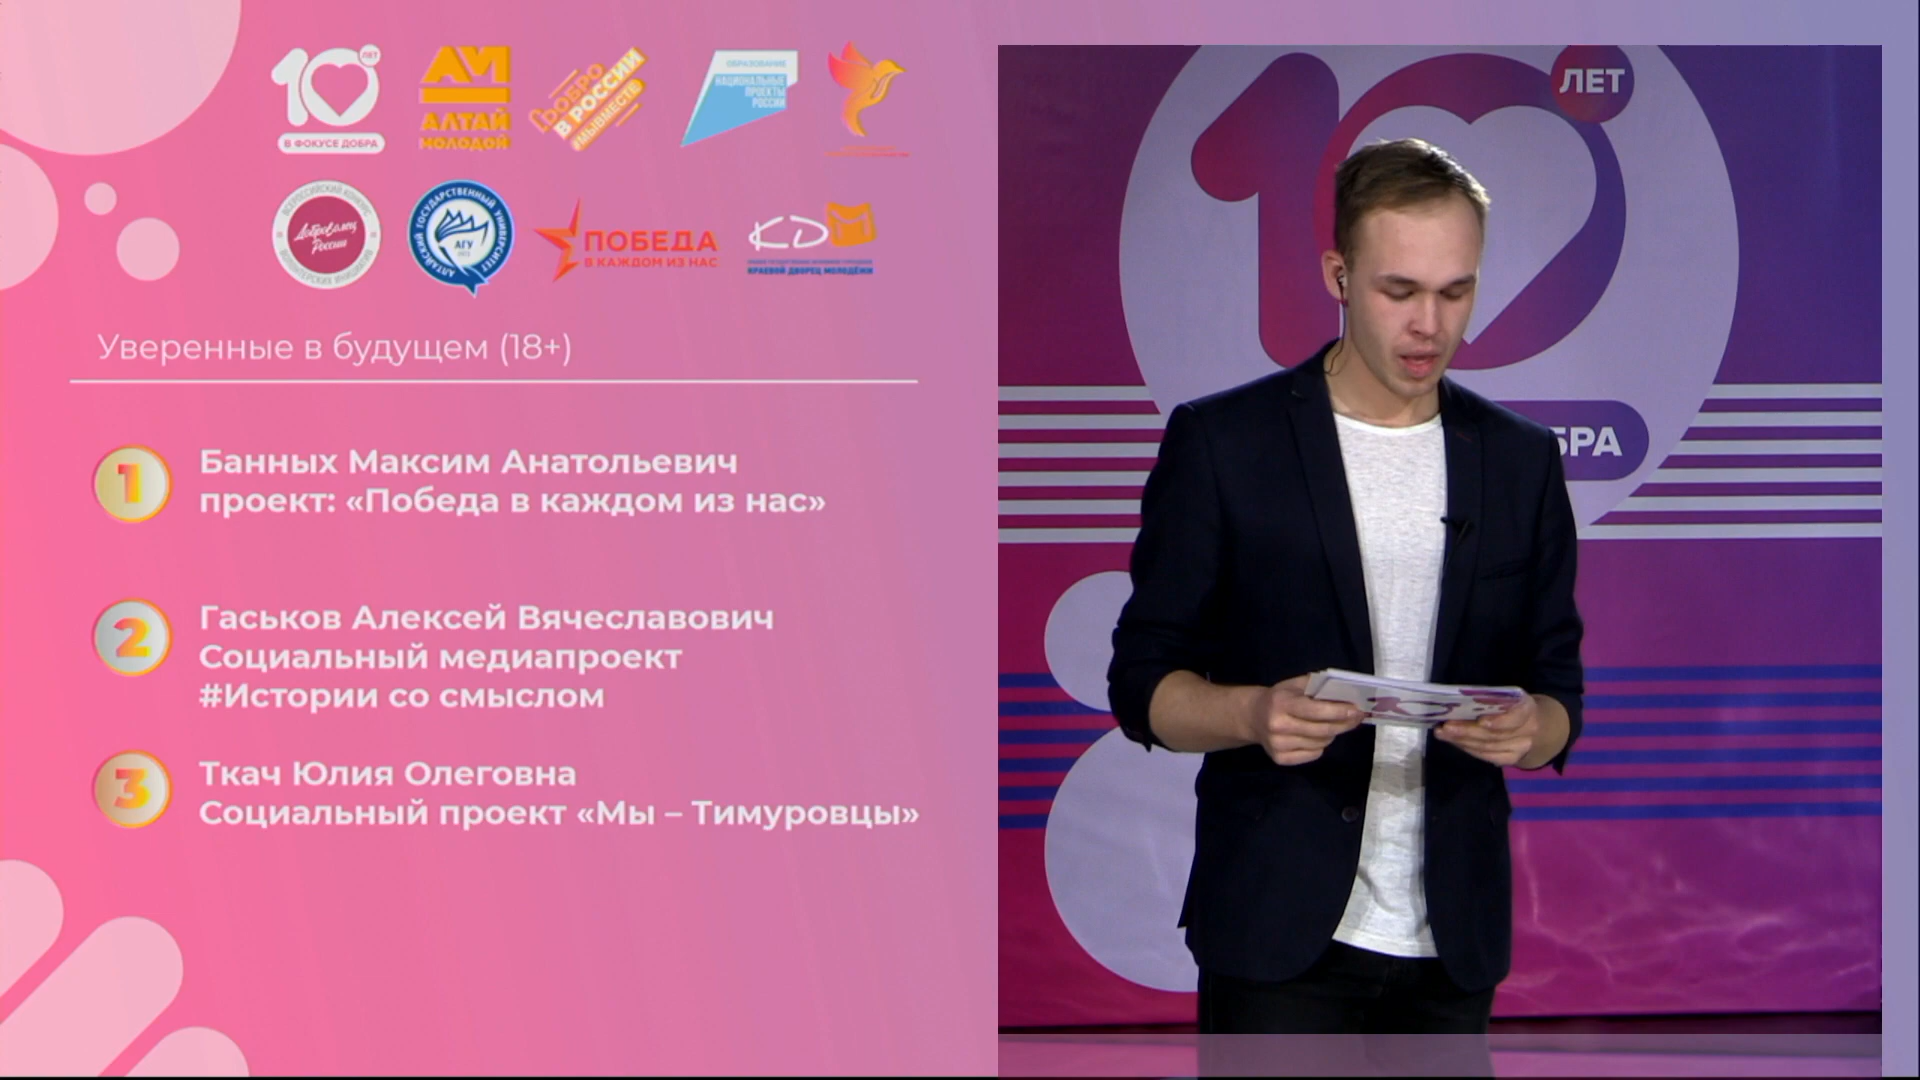 10 ЛЕТ
В ФОКУСЕ ДОБРА
АМ
АЛТАЙ
МОЛОДОЙ
ДОБРО
В РОССИИ
#МЫВМЕСТЕ
ОБРАЗОВАНИЕ
НАЦИОНАЛЬНЫЕ
ПРОЕКТЫ
РОССИИ
ВСЕРОССИЙСКИЙ КОНКУРС
Доброволец
России
ВОЛОНТЕРСКИХ ИНИЦИАТИВ
АЛТАЙСКИЙ ГОСУДАРСТВЕННЫЙ УНИВЕРСИТЕТ
АГУ
ПОБЕДА
В КАЖДОМ ИЗ НАС
КДМ
КРАЕВОЙ ДВОРЕЦ МОЛОДЁЖИ
Уверенные в будущем (18+)
1
Банных Максим Анатольевич
проект: «Победа в каждом из нас»
2
Гаськов Алексей Вячеславович
Социальный медиапроект
#Истории со смыслом
3
Ткач Юлия Олеговна
Социальный проект «Мы – Тимуровцы»
10 ЛЕТ
БРА